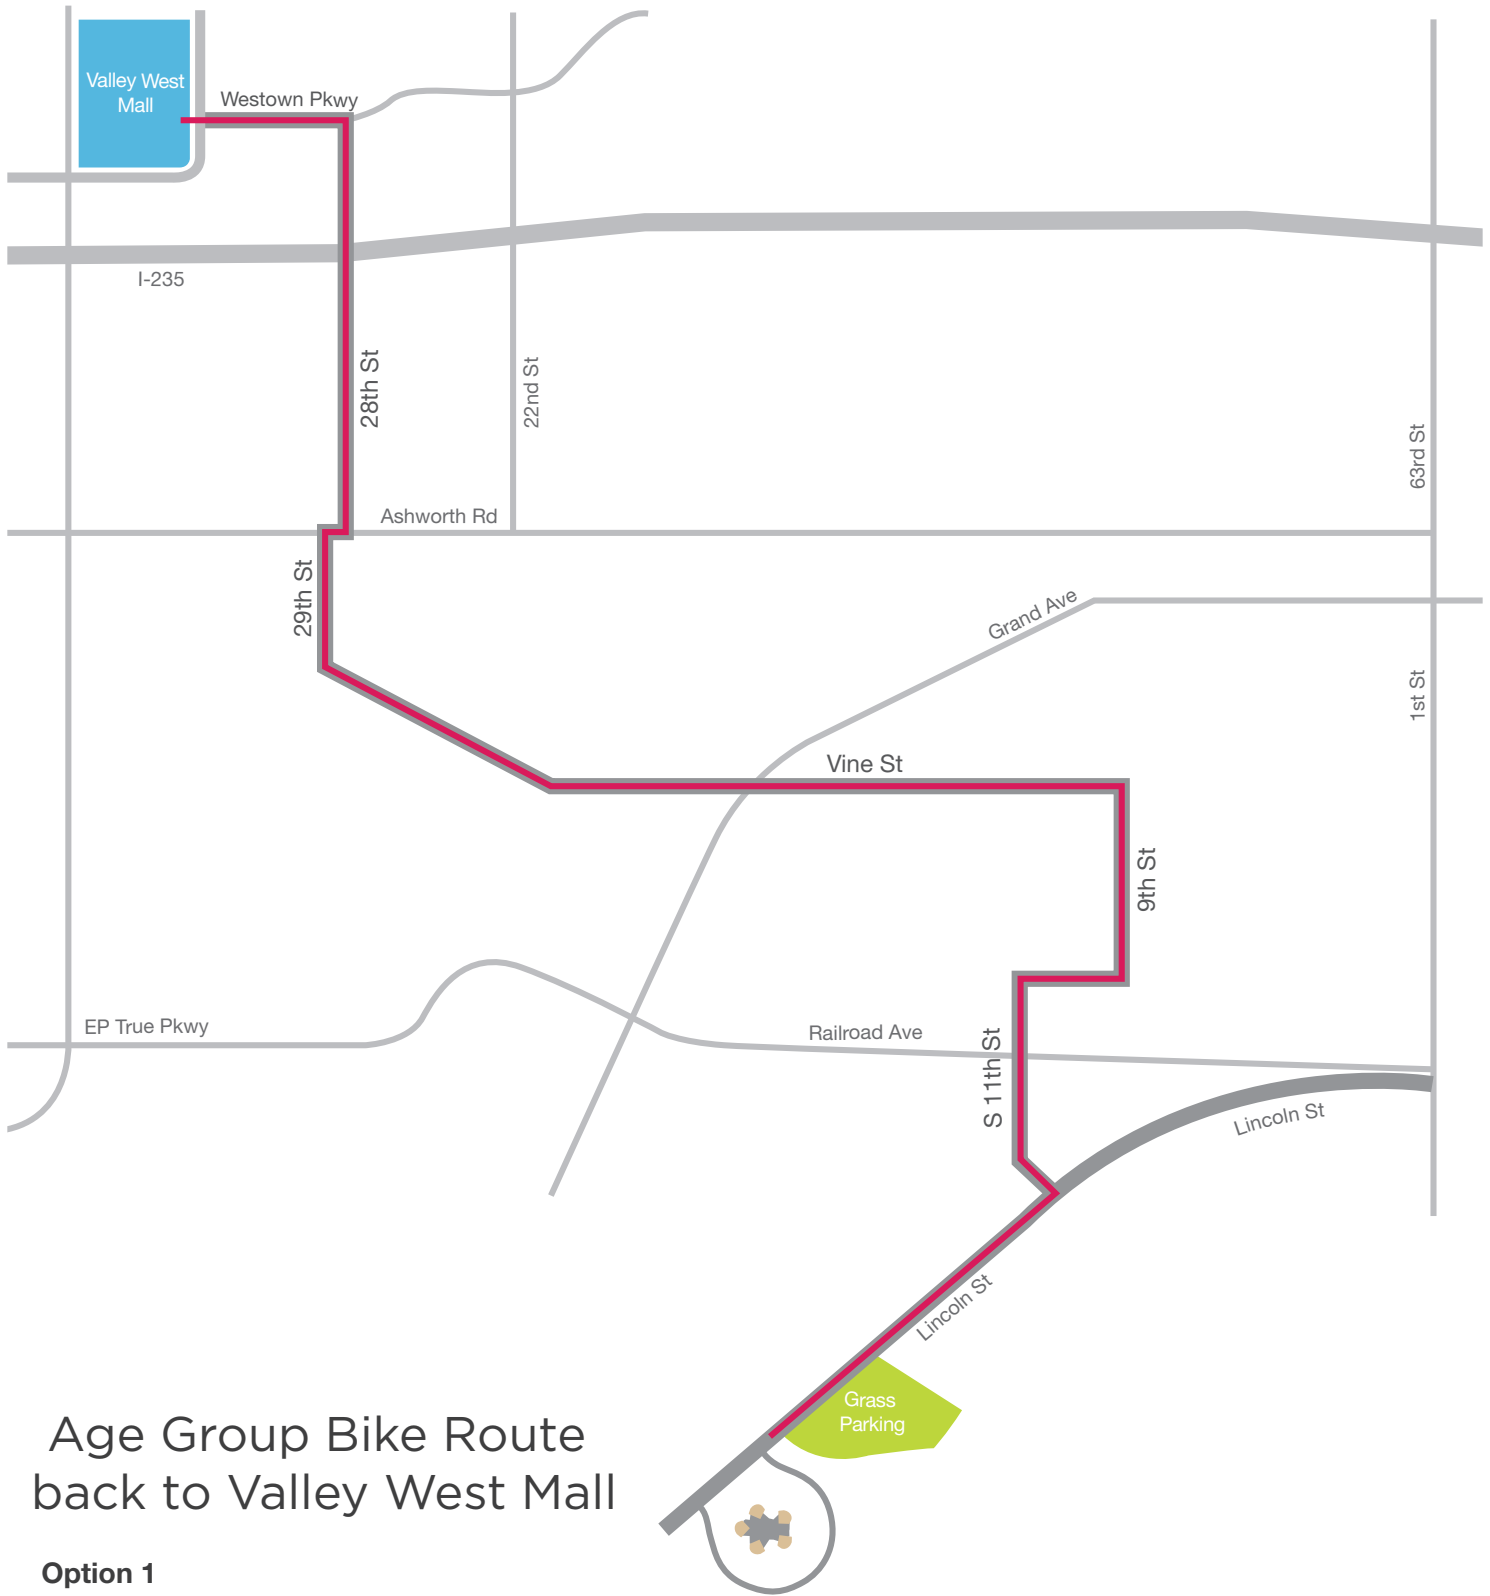 Valley West
Mall
Westown Pkwy
I-235
28th St
22nd St
63rd St
Ashworth Rd
29th St
Grand Ave
1st St
Vine St
9th St
EP True Pkwy
Railroad Ave
S 11th St
Lincoln St
Lincoln St
Grass
Parking
Age Group Bike Route
back to Valley West Mall
Option 1